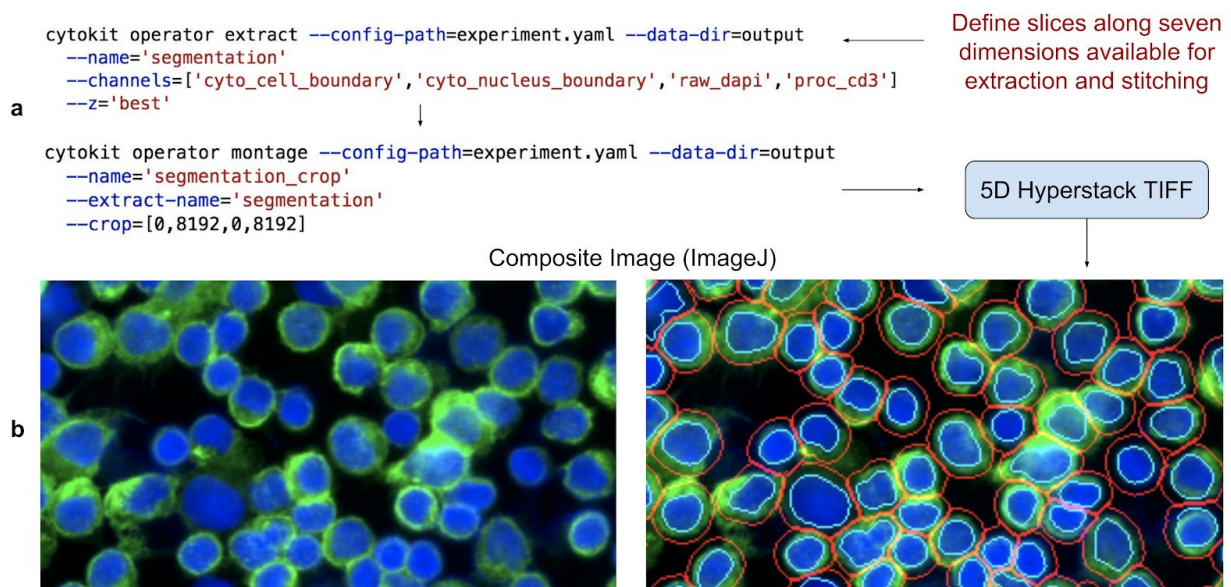 a
cytokit operator extract --config-path=experiment.yaml --data-dir=output
--name='segmentation'
--channels=['cyto_cell_boundary','cyto_nucleus_boundary','raw_dapi','proc_cd3']
--z='best'
Define slices along seven
dimensions available for
extraction and stitching
cytokit operator montage --config-path=experiment.yaml --data-dir=output
--name='segmentation_crop'
--extract-name='segmentation'
--crop=[0,8192,0,8192]
5D Hyperstack TIFF
Composite Image (ImageJ)
b